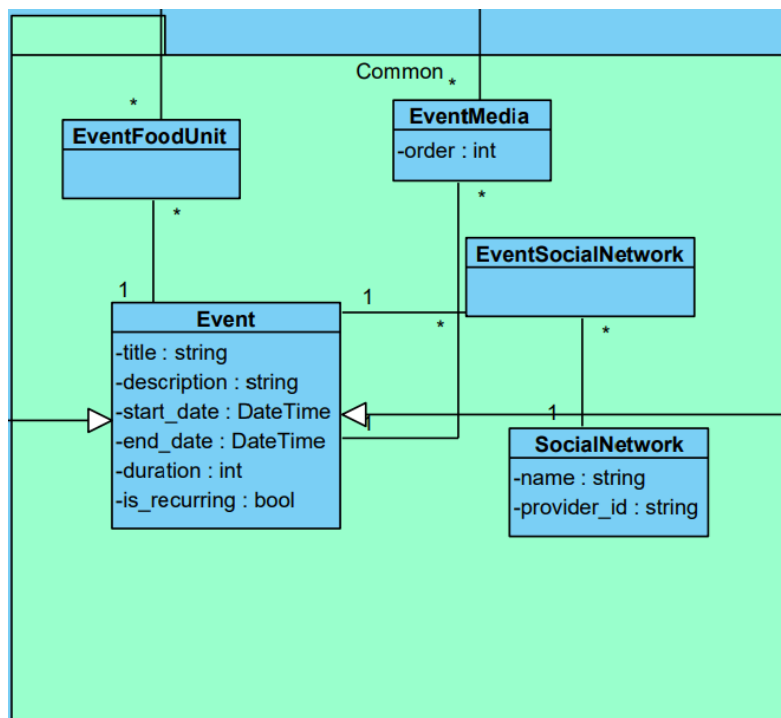 Common
*
*
EventFoodUnit
EventMedia
-order : int
*
*
EventSocialNetwork
1
1
*
*
Event
-title : string
-description : string
-start_date : DateTime
-end_date : DateTime
-duration : int
-is_recurring : bool
1
1
SocialNetwork
-name : string
-provider_id : string